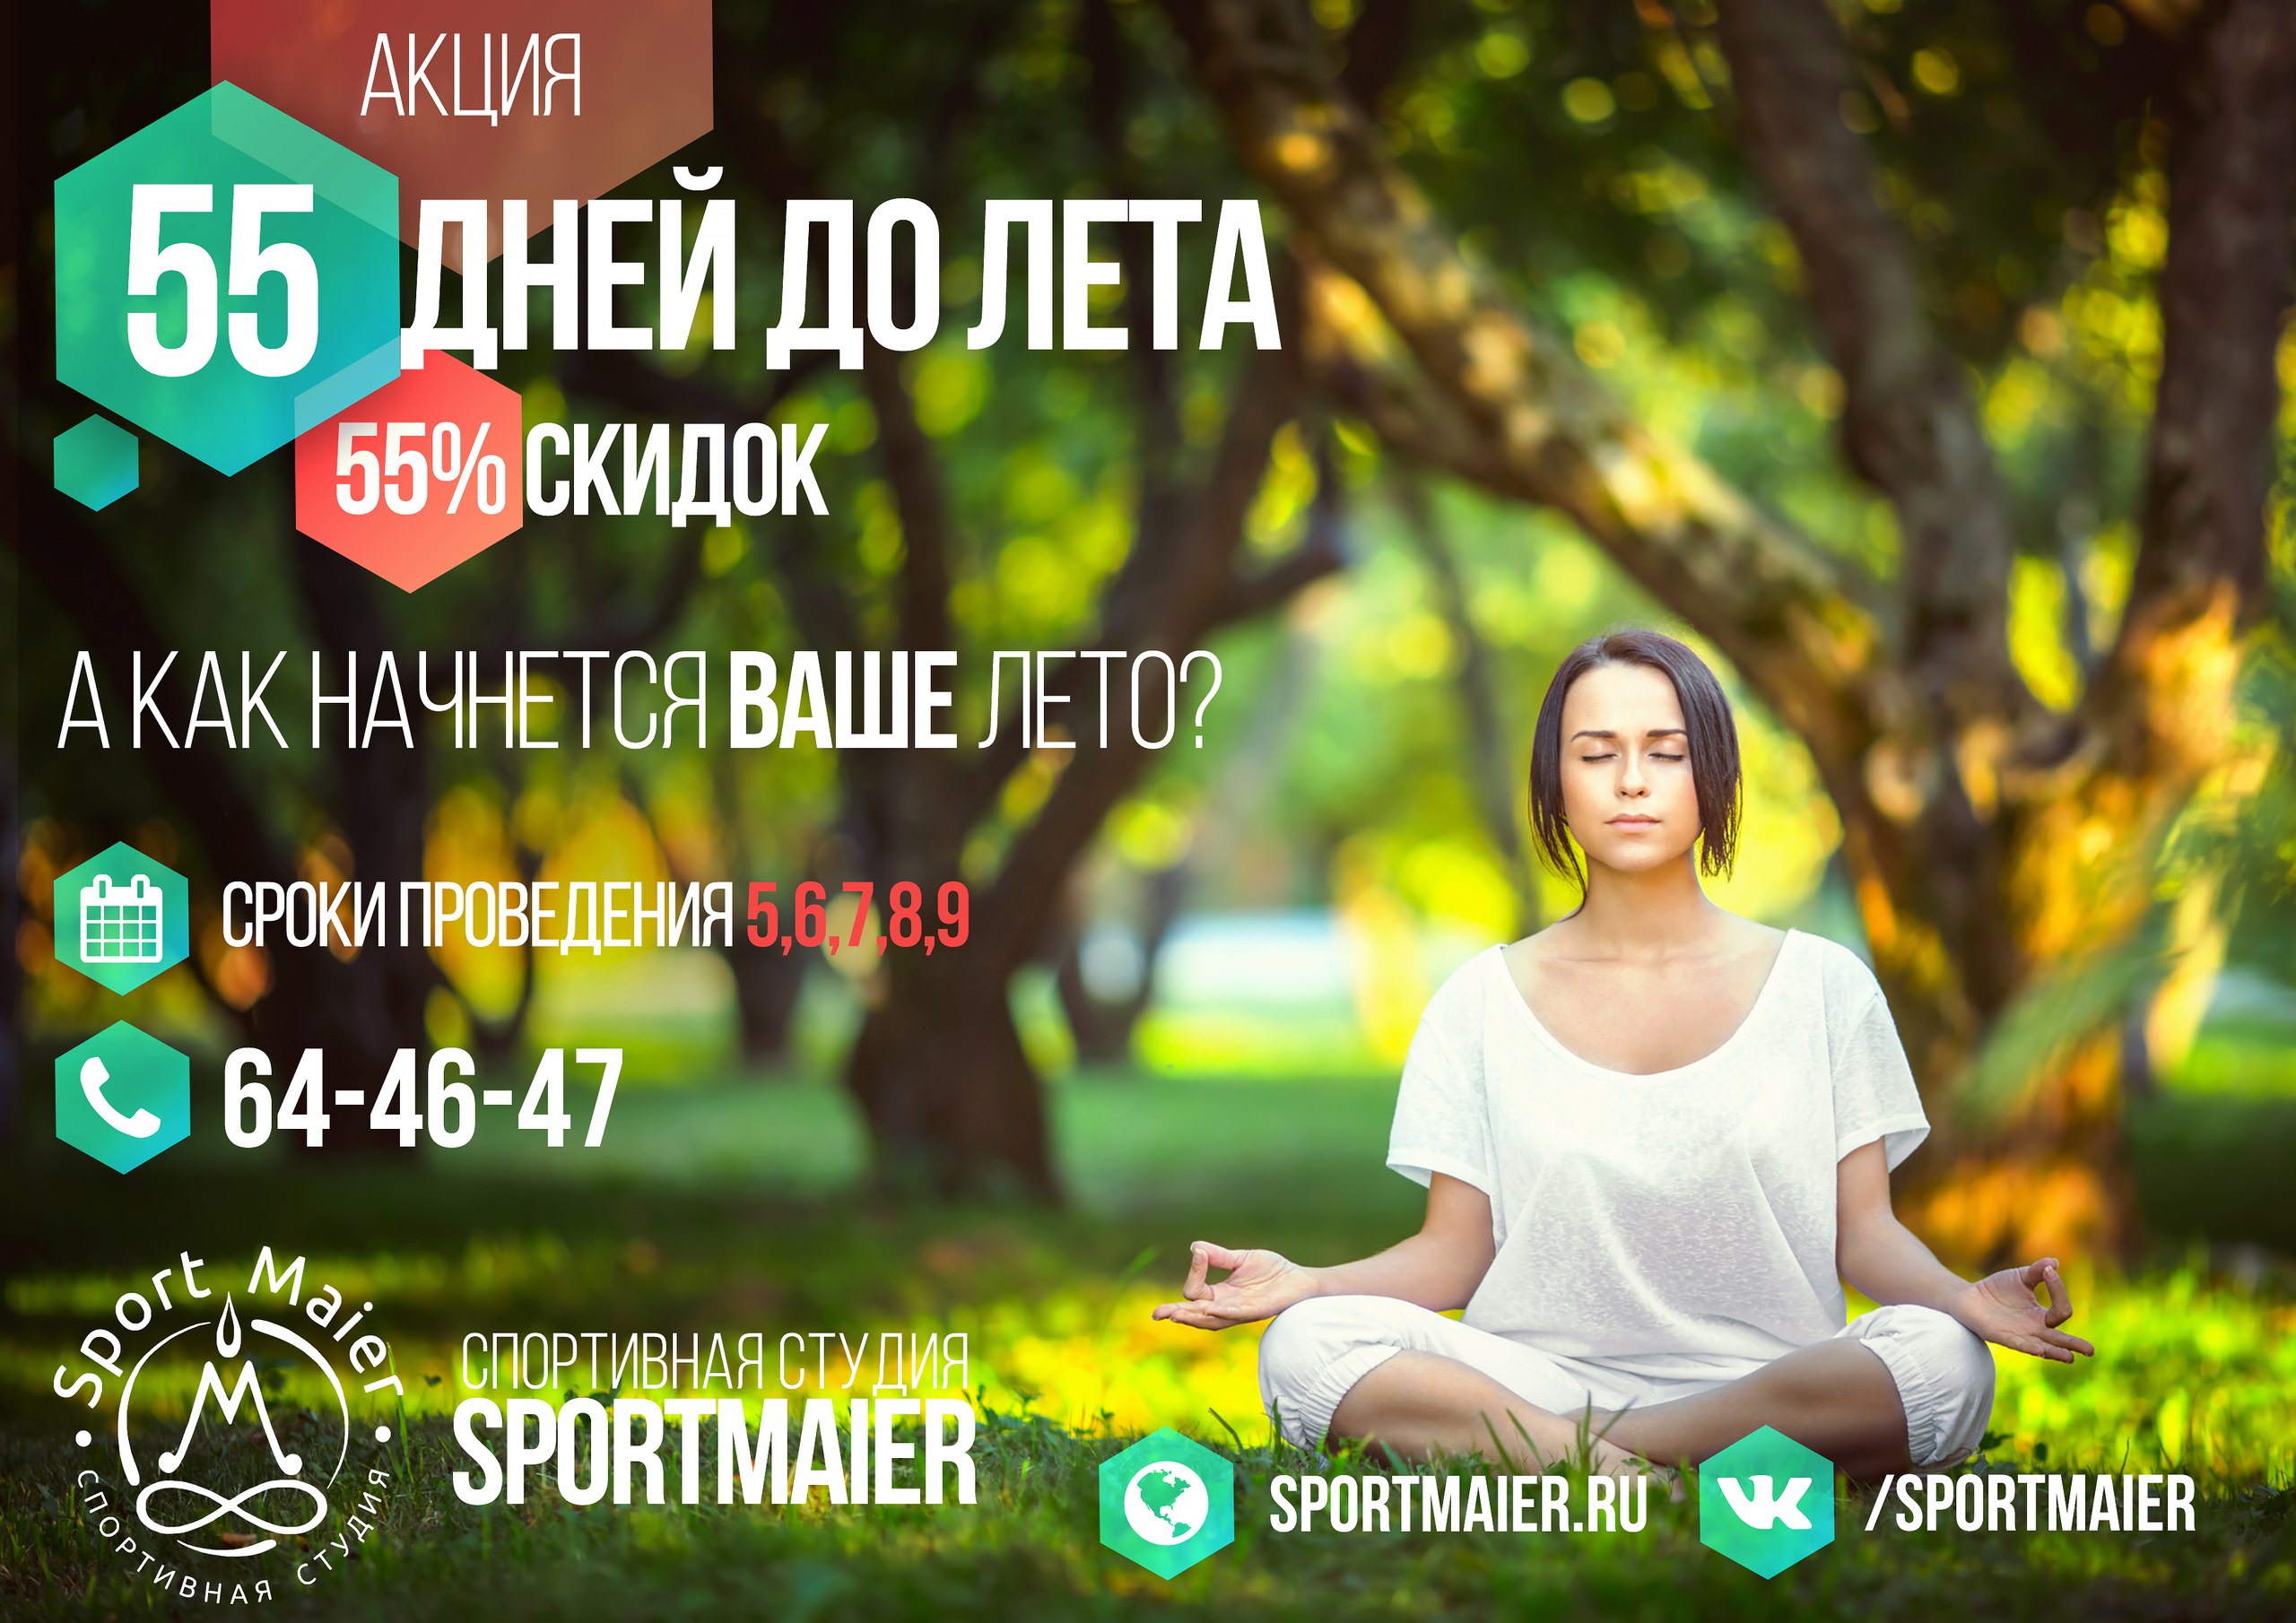 АКЦИЯ
55 ДНЕЙ ДО ЛЕТА
55% СКИДОК
А КАК НАЧНЕТСЯ ВАШЕ ЛЕТО?
СРОКИ ПРОВЕДЕНИЯ 5,6,7,8,9
64-46-47
Sport Maier
СПОРТИВНАЯ СТУДИЯ
СПОРТИВНАЯ СТУДИЯ
SPORTMAIER
SPORTMAIER.RU
/SPORTMAIER